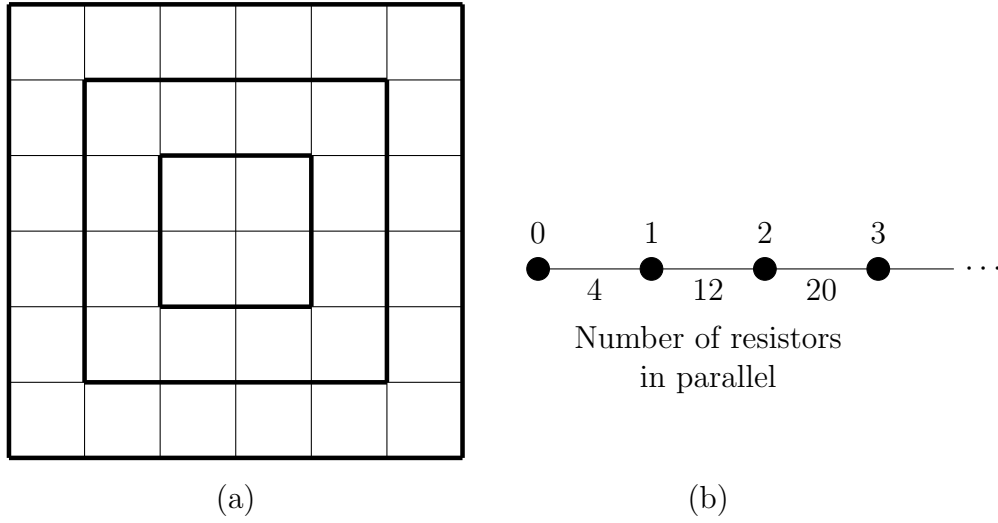 0 1 2 3
4 12 20 ···
Number of resistors
in parallel
(a) (b)